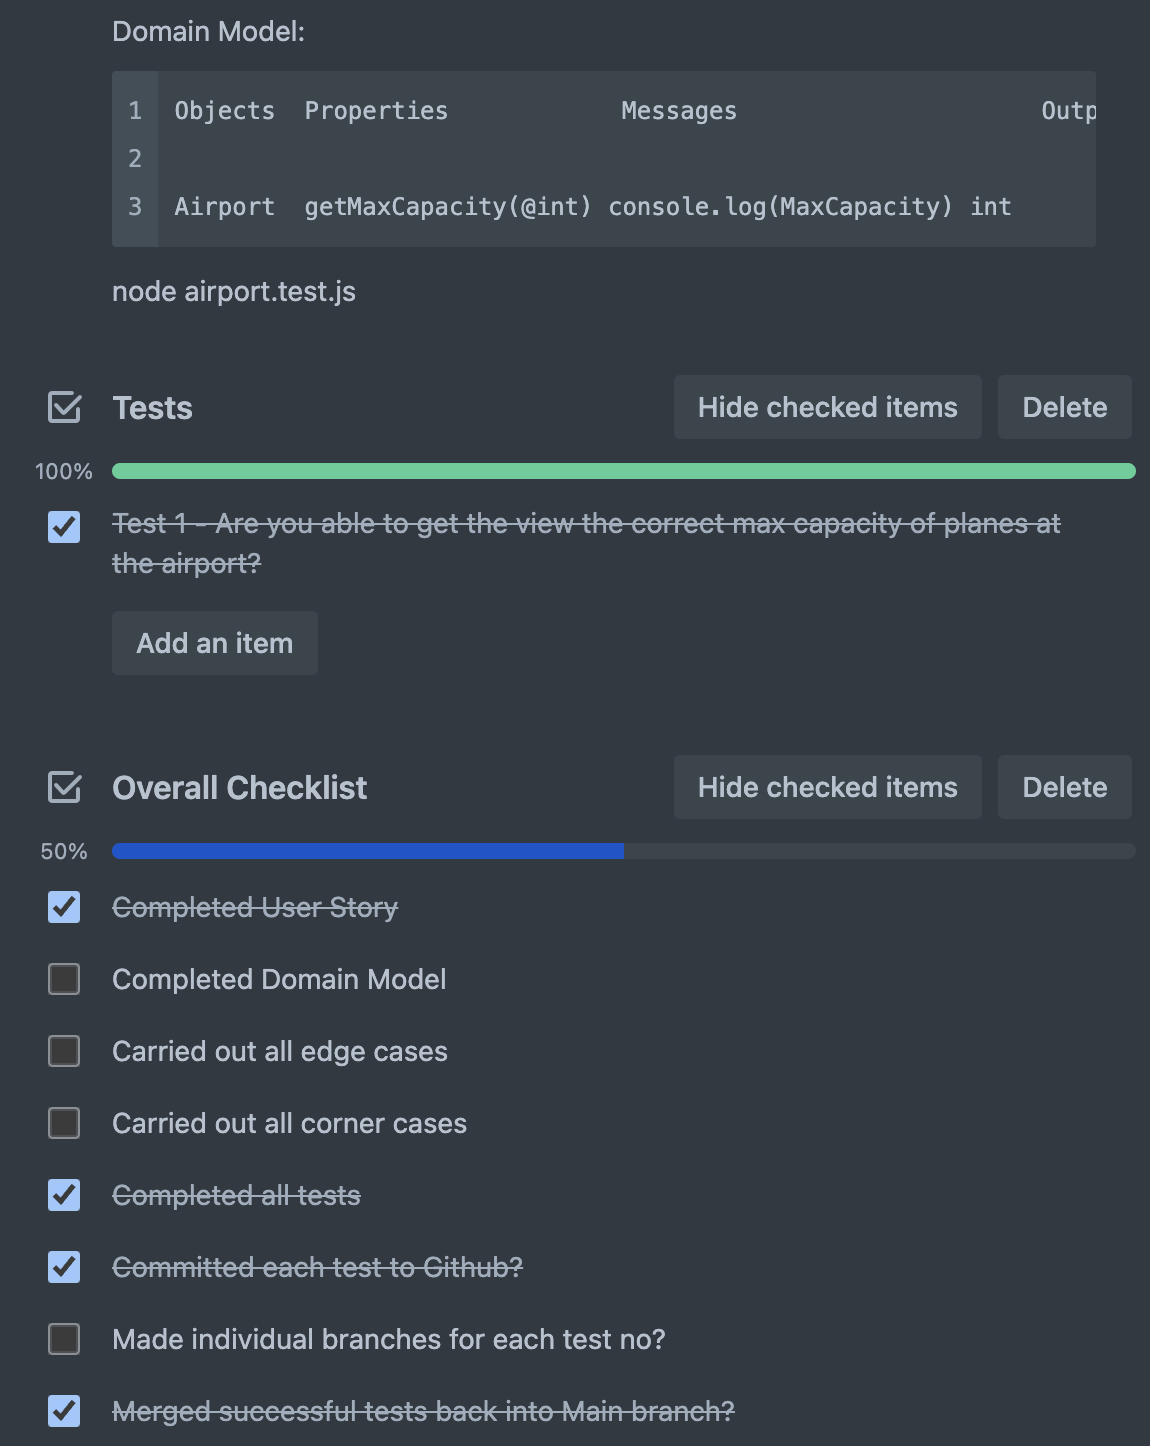 Domain Model:
1 Objects Properties Messages Outp
2
3 Airport getMaxCapacity(@int) console.log(MaxCapacity) int
node airport.test.js
Tests Hide checked items Delete
100%
Test 1 - Are you able to get the view the correct max capacity of planes at
the airport?
Add an item
Overall Checklist Hide checked items Delete
50%
Completed User Story
Completed Domain Model
Carried out all edge cases
Carried out all corner cases
Completed all tests
Committed each test to Github?
Made individual branches for each test no?
Merged successful tests back into Main branch?